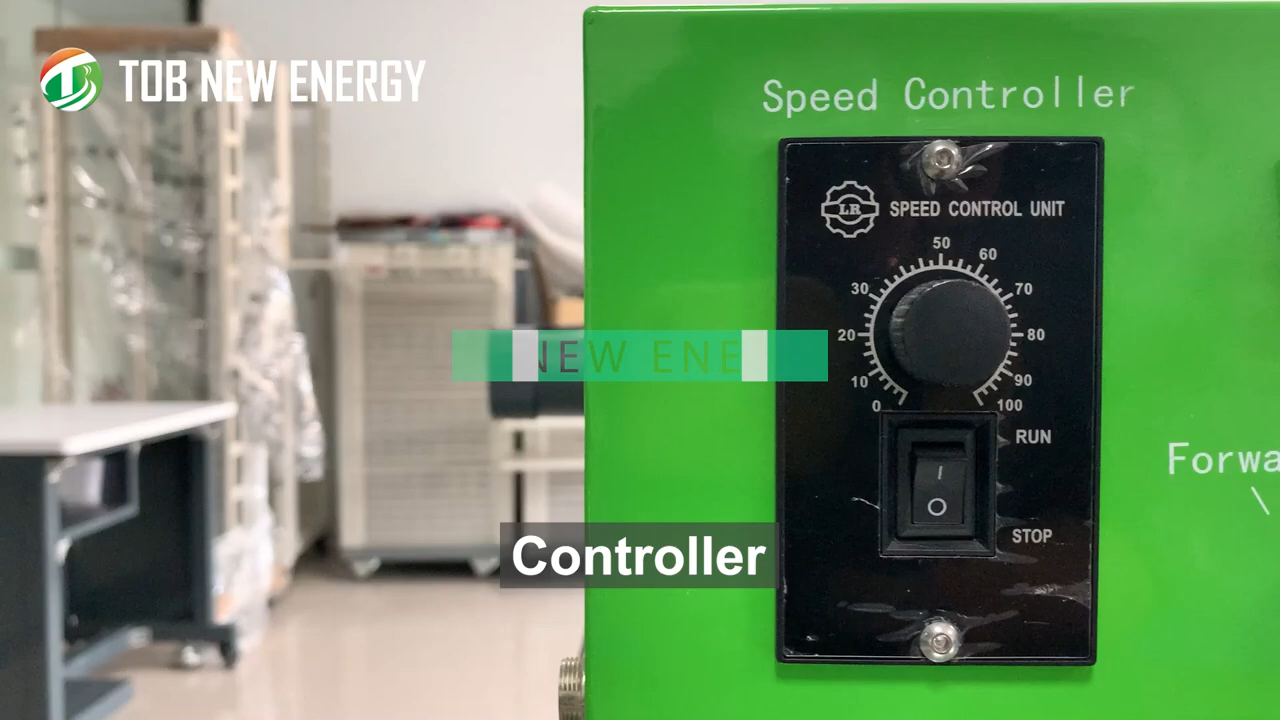 TOB NEW ENERGY
Speed Controller
LR
SPEED CONTROL UNIT
50
60
30
70
20
80
10
90
0
100
NEW ENE
RUN
I
O
Forwa
Controller
STOP